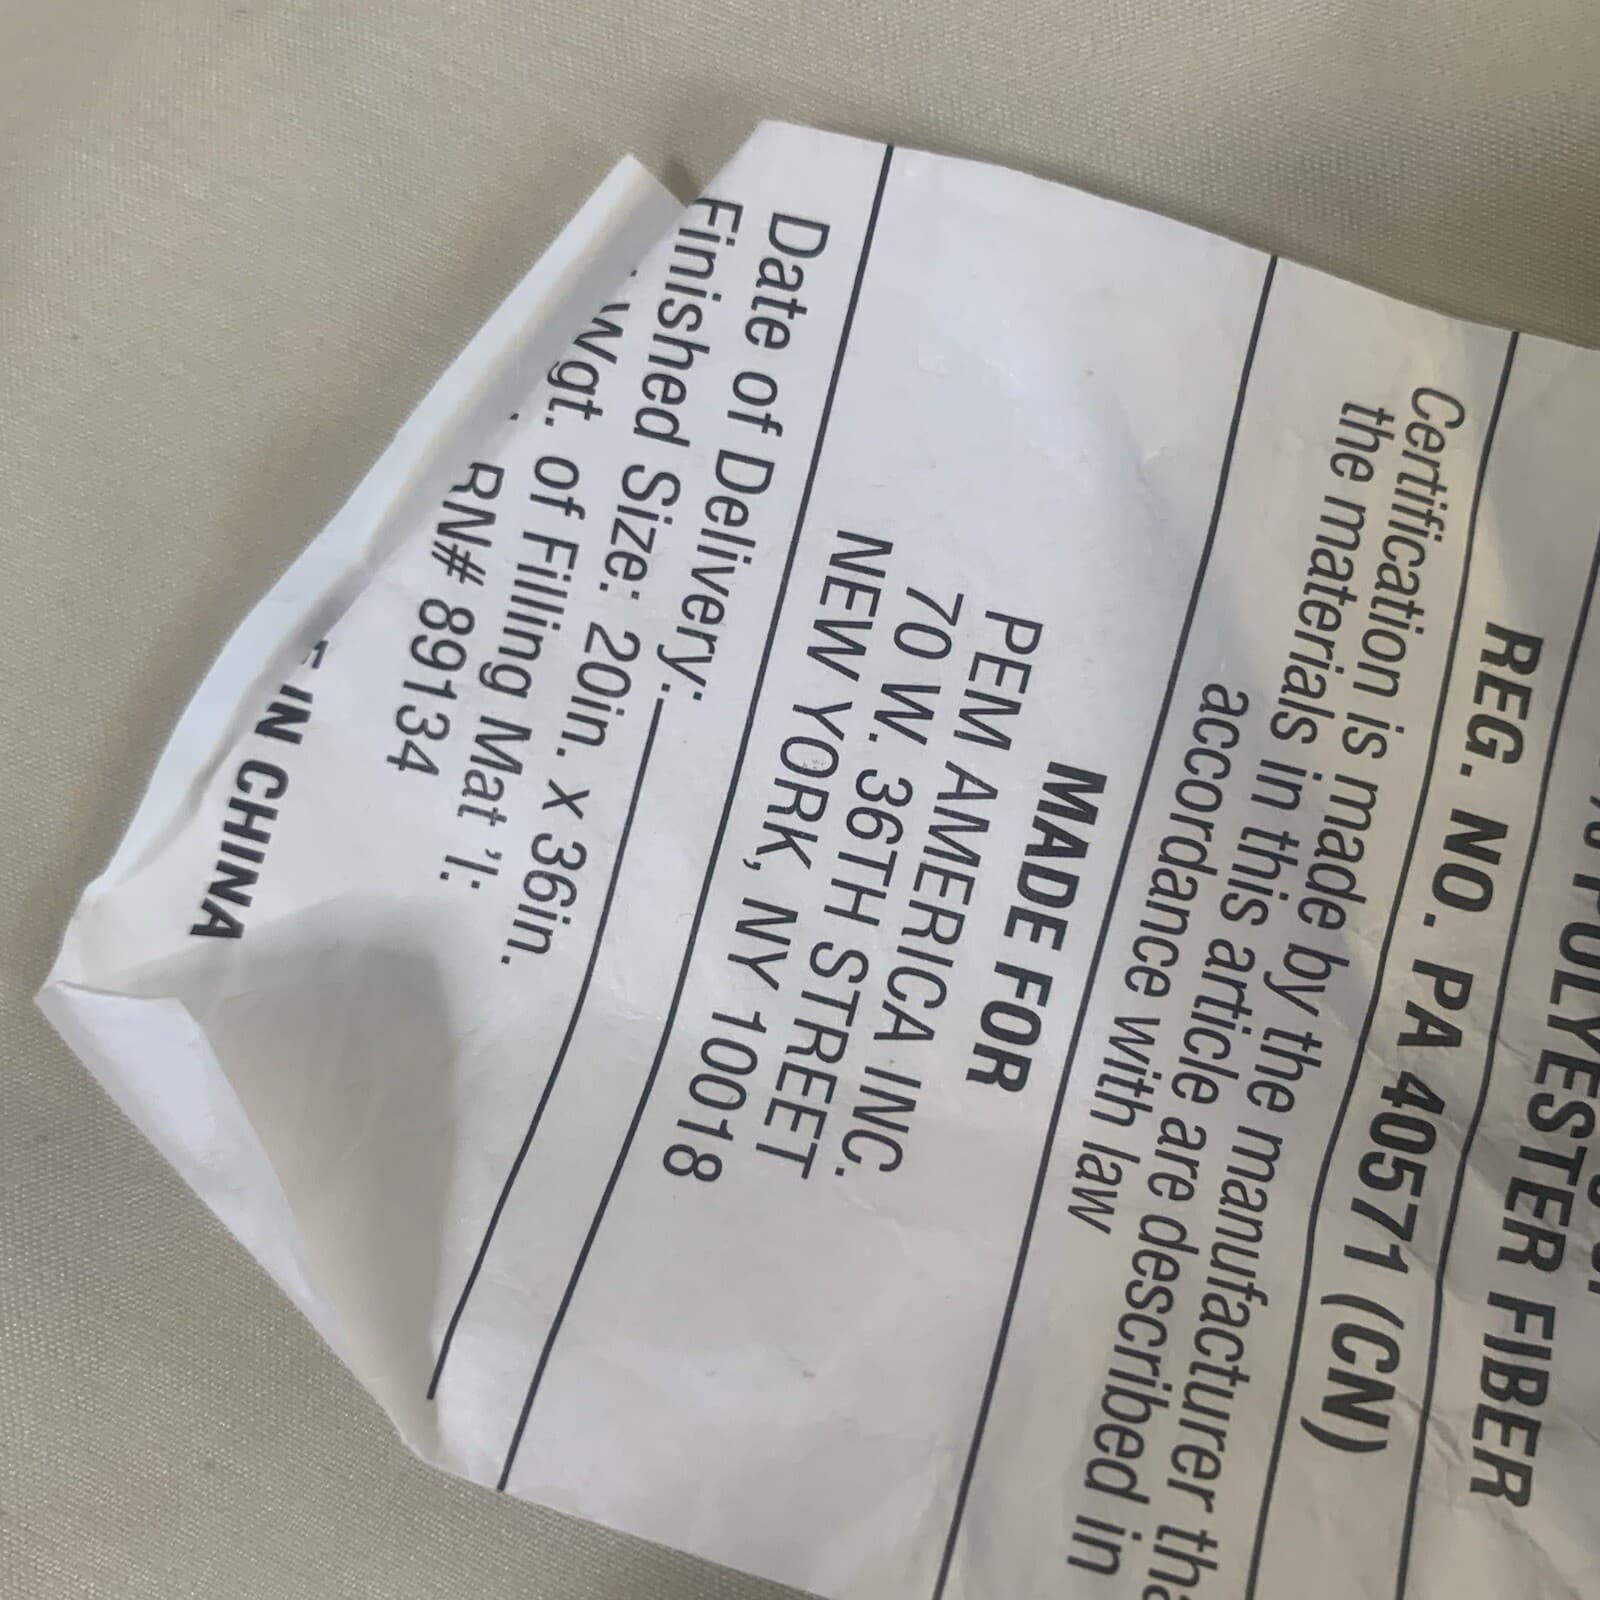 POLYESTER FIBER
REG. NO. PA 40571 (CN)
Certification is made by the manufacturer
the materials in this article are described in
accordance with law
MADE FOR
PEM AMERICA INC.
70 W. 36TH STREET
NEW YORK, NY 10018
Date of Delivery:
Finished Size: 20in. x 36in.
Wgt. of Filling Mat'l:
RN# 89134
IN CHINA